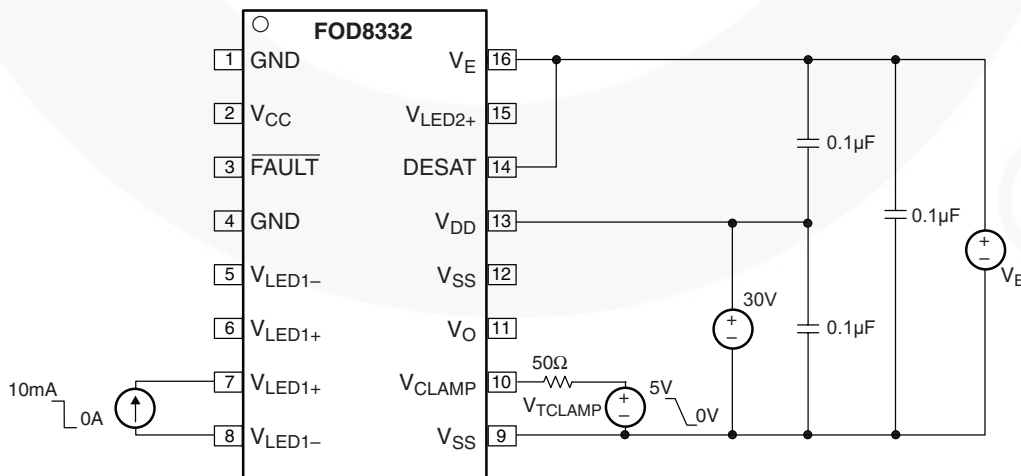 FOD8332
1 GND
2 VCC
3 FAULT
4 GND
5 VLED1–
6 VLED1+
7 VLED1+
8 VLED1–
VE 16
VLED2+ 15
DESAT 14
VDD 13
VSS 12
VO 11
VCLAMP 10
VSS 9
10mA
0A
50Ω
VTCLAMP
+
–
5V
0V
30V
+
–
0.1µF
0.1µF
0.1µF
+
–
VE